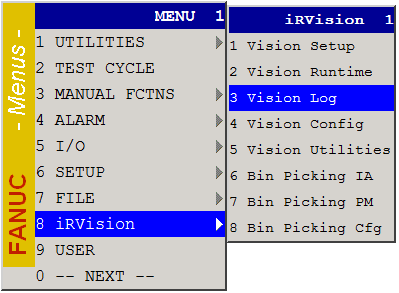 FANUC - Menus -
MENU 1
1 UTILITIES
2 TEST CYCLE
3 MANUAL FCTNS
4 ALARM
5 I/O
6 SETUP
7 FILE
8 iRVision
9 USER
0 -- NEXT --
iRVision 1
1 Vision Setup
2 Vision Runtime
3 Vision Log
4 Vision Config
5 Vision Utilities
6 Bin Picking IA
7 Bin Picking PM
8 Bin Picking Cfg